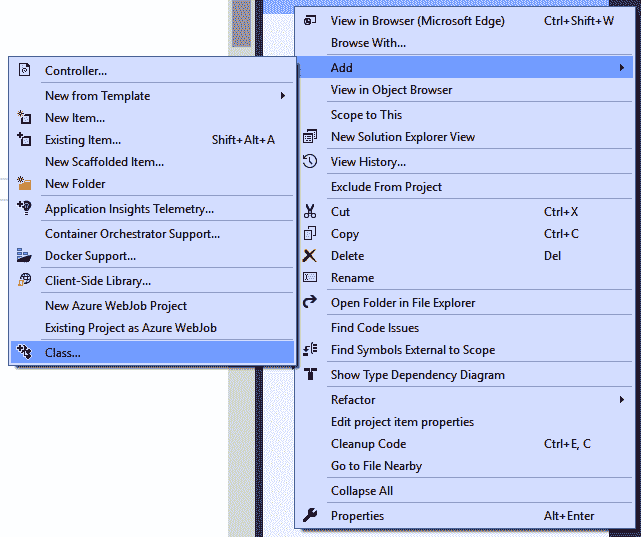 View in Browser (Microsoft Edge) Ctrl+Shift+W
Browse With...
Add
View in Object Browser
Scope to This
New Solution Explorer View
View History...
Exclude From Project
Cut Ctrl+X
Copy Ctrl+C
Delete Del
Rename
Open Folder in File Explorer
Find Code Issues
Find Symbols External to Scope
Show Type Dependency Diagram
Refactor
Edit project item properties
Cleanup Code Ctrl+E, C
Go to File Nearby
Collapse All
Properties Alt+Enter
Controller...
New from Template
New Item...
Existing Item... Shift+Alt+A
New Scaffolded Item...
New Folder
Application Insights Telemetry...
Container Orchestrator Support...
Docker Support...
Client-Side Library...
New Azure WebJob Project
Existing Project as Azure WebJob
Class...